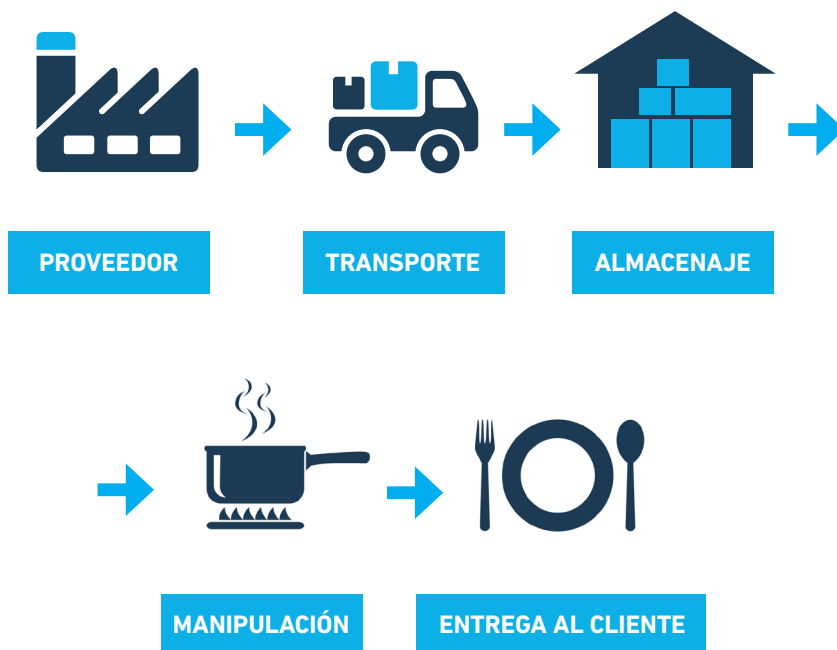 PROVEEDOR
TRANSPORTE
ALMACENAJE
MANIPULACIÓN
ENTREGA AL CLIENTE